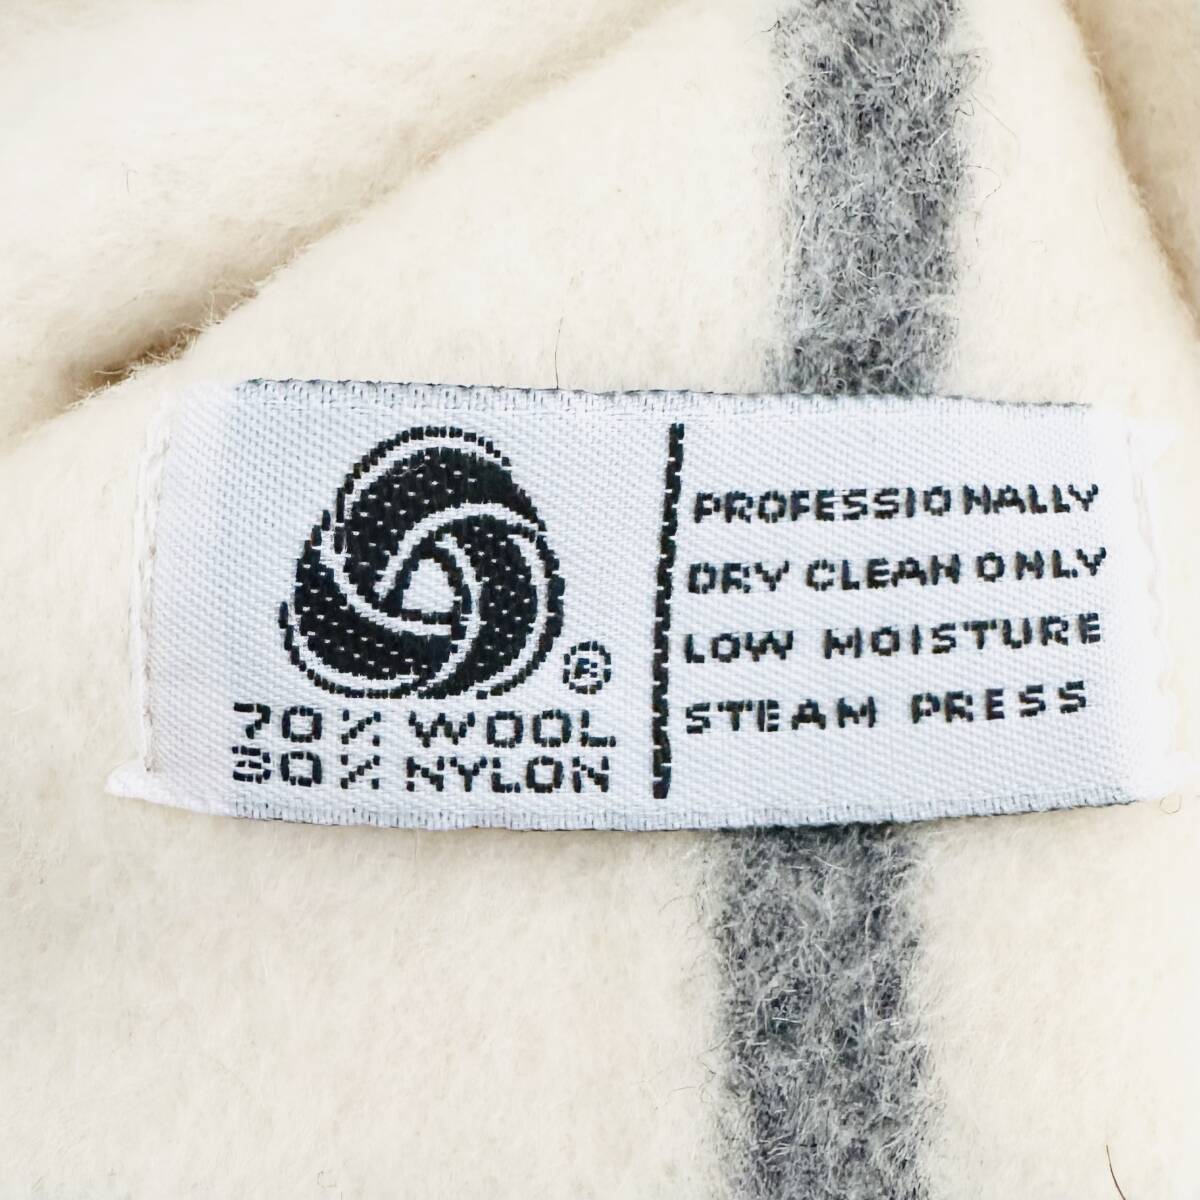 ®
70% WOOL
30% NYLON
PROFESSIONALLY
DRY CLEAN ONLY
LOW MOISTURE
STEAM PRESS